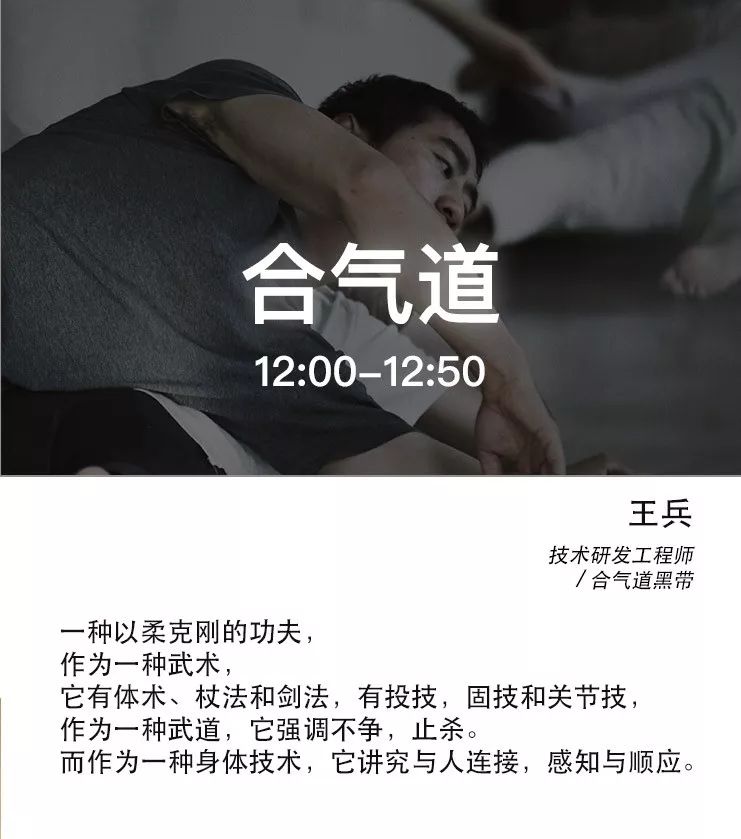 合气道
12:00–12:50
王兵
技术研发工程师
/ 合气道黑带
一种以柔克刚的功夫，
作为一种武术，
它有体术、杖法和剑法，有投技，固技和关节技，
作为一种武道，它强调不争，止杀。
而作为一种身体技术，它讲究与人连接，感知与顺应。